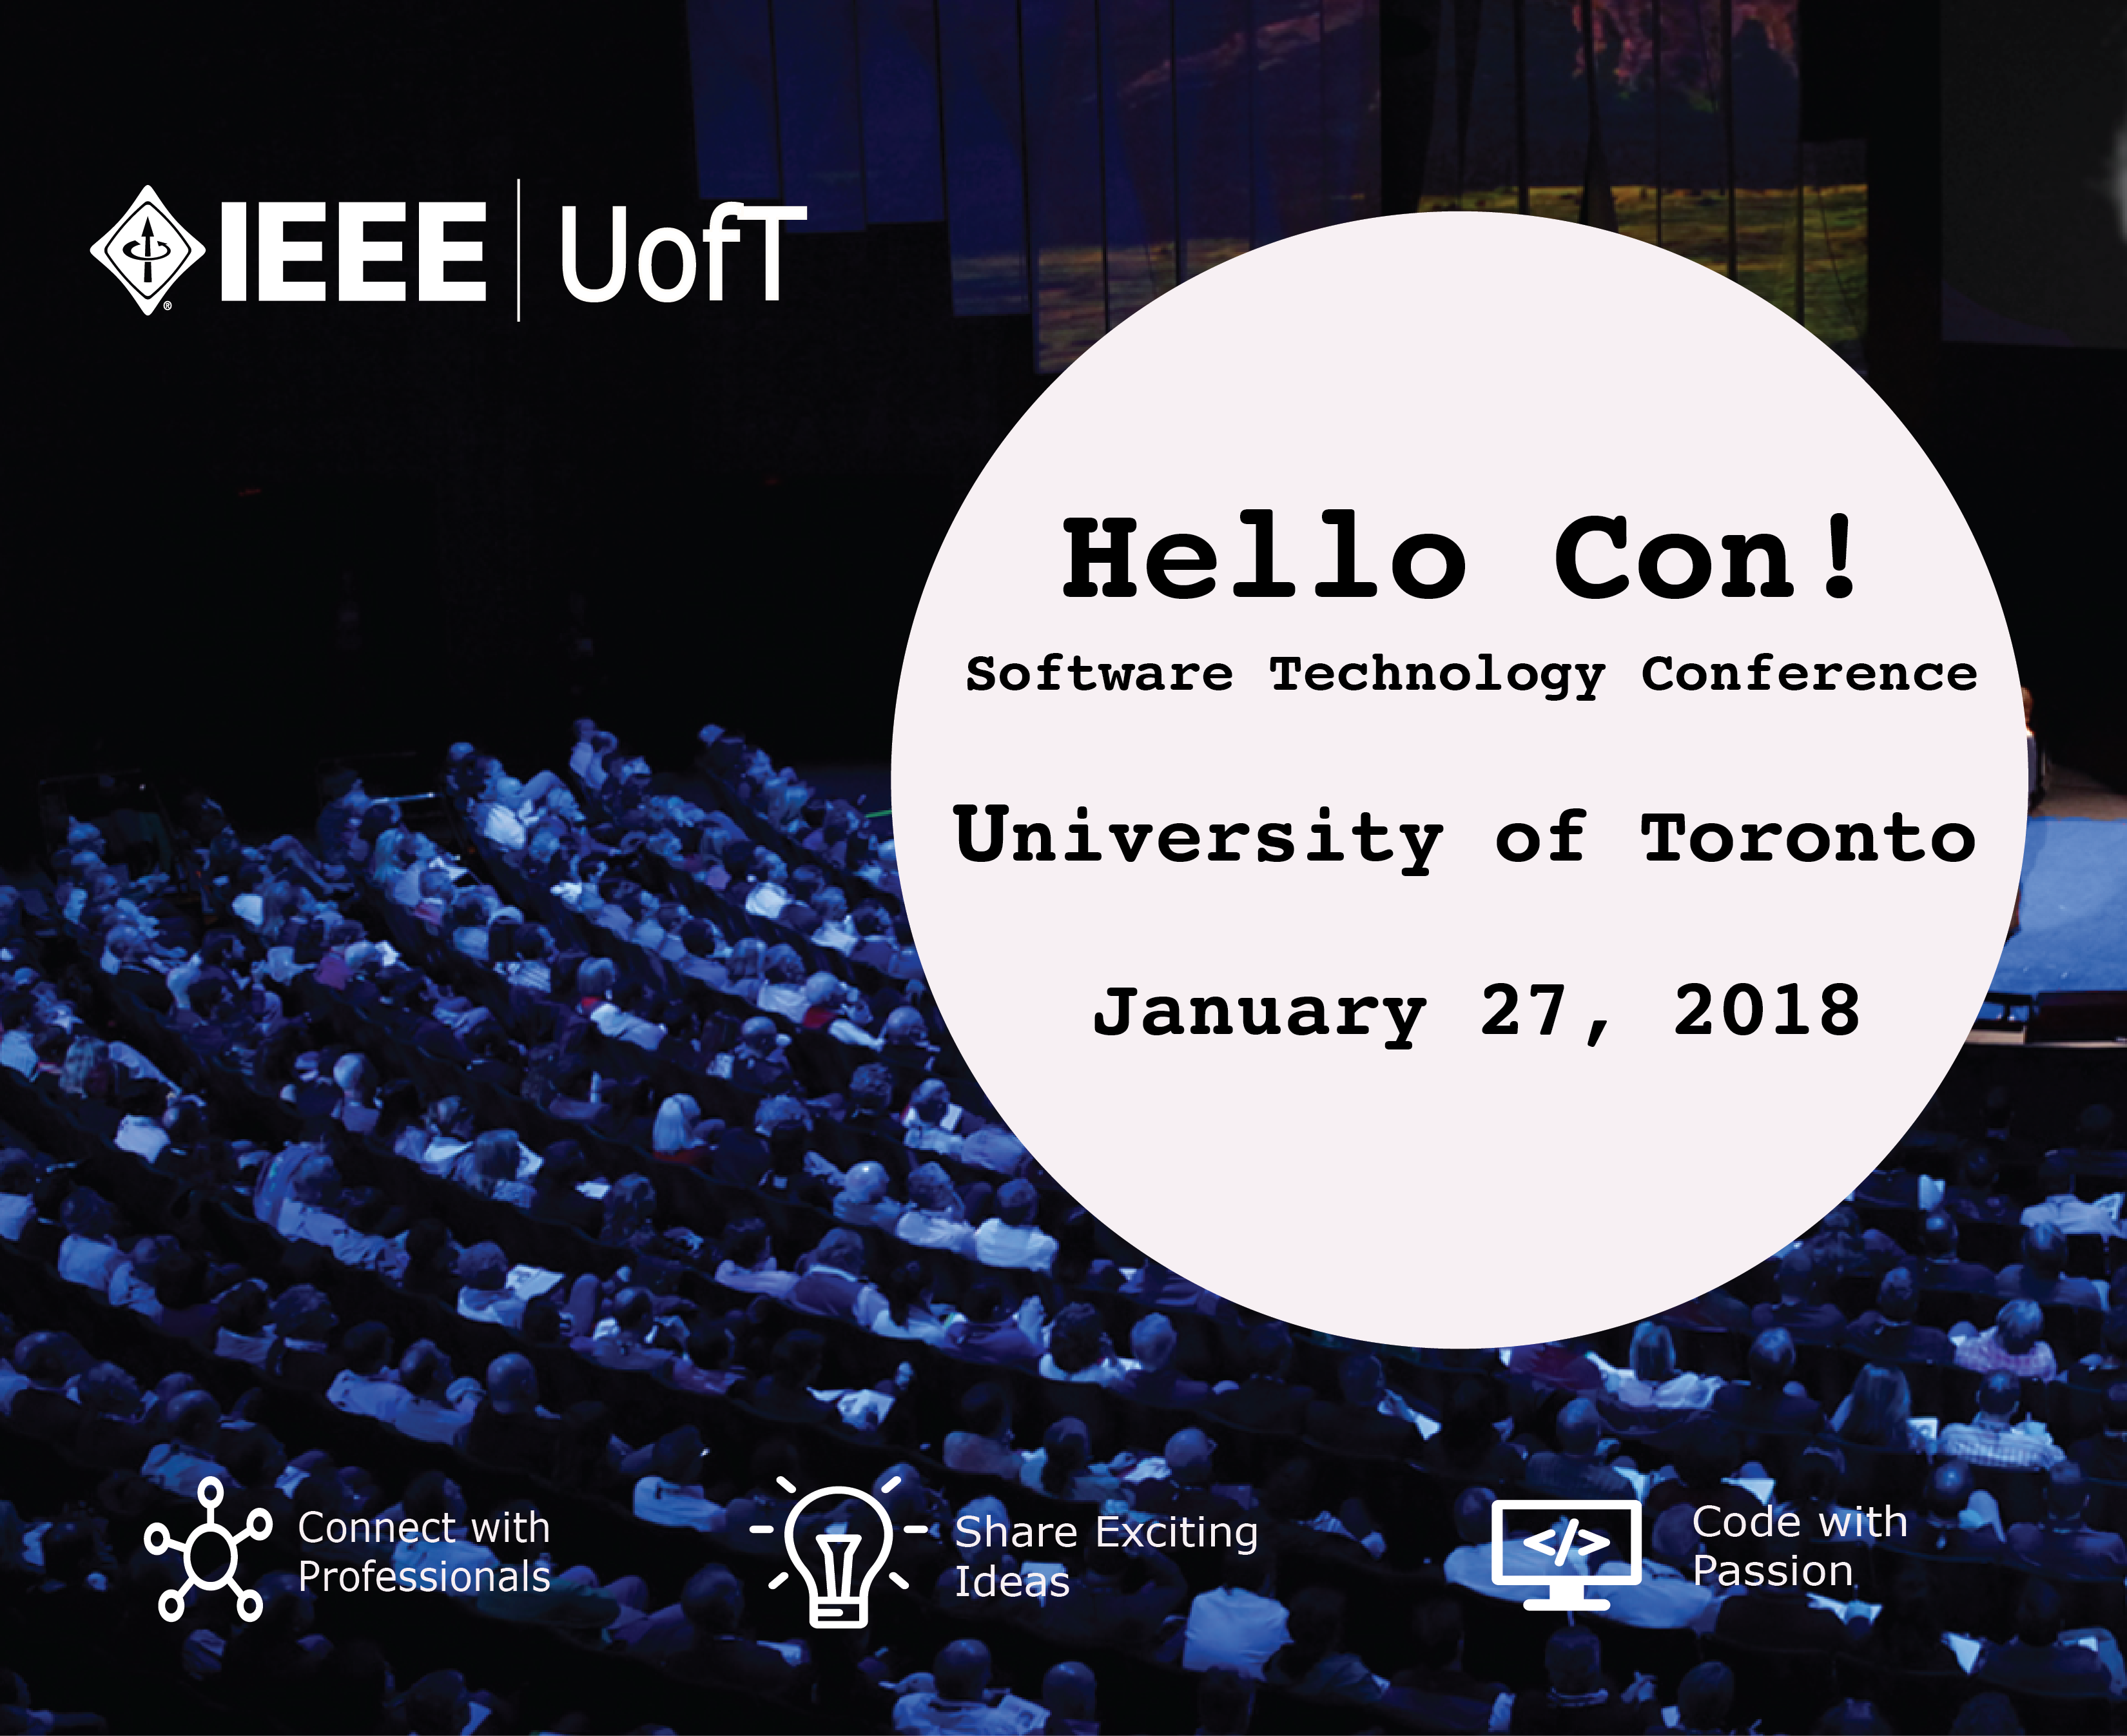 IEEE | UofT
®
Hello Con!
Software Technology Conference
University of Toronto
January 27, 2018
Connect with
Professionals
Share Exciting
Ideas
</>
Code with
Passion